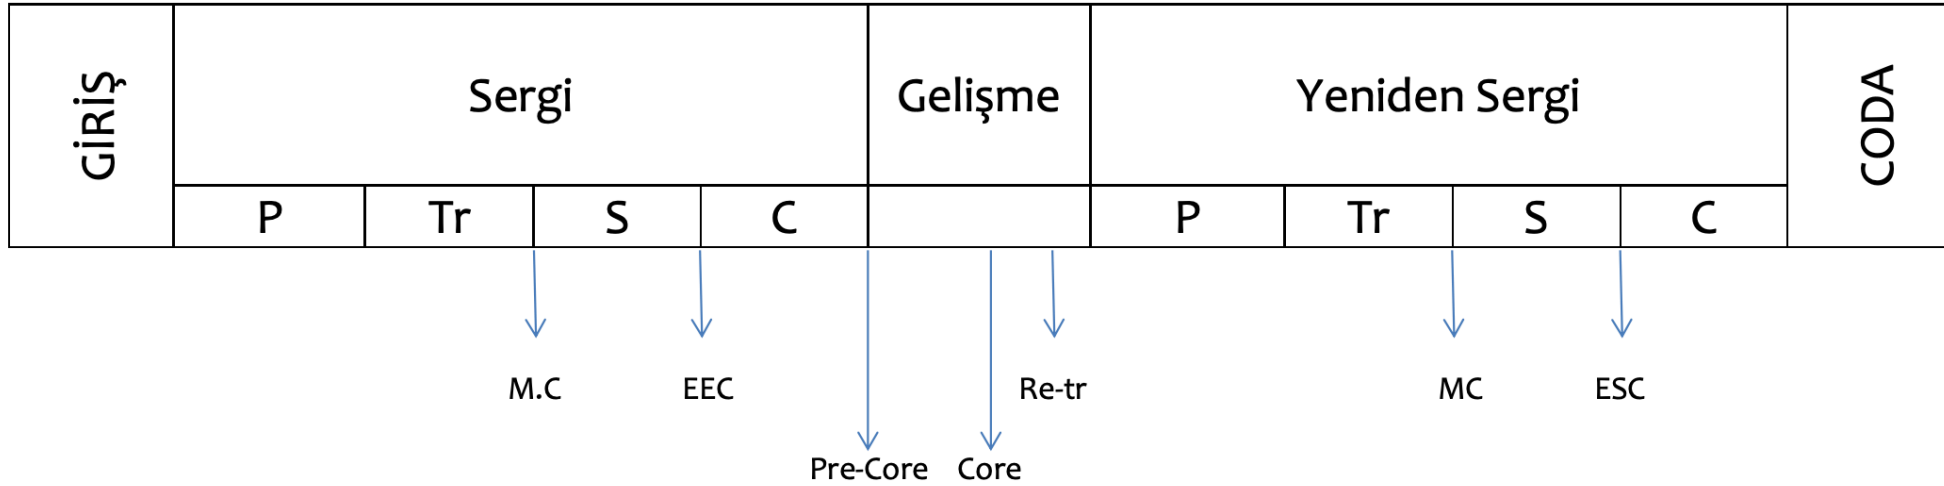 GİRİŞ
Sergi
Gelişme
Yeniden Sergi
CODA
P Tr S C P Tr S C
M.C EEC Re-tr MC ESC
Pre-Core Core